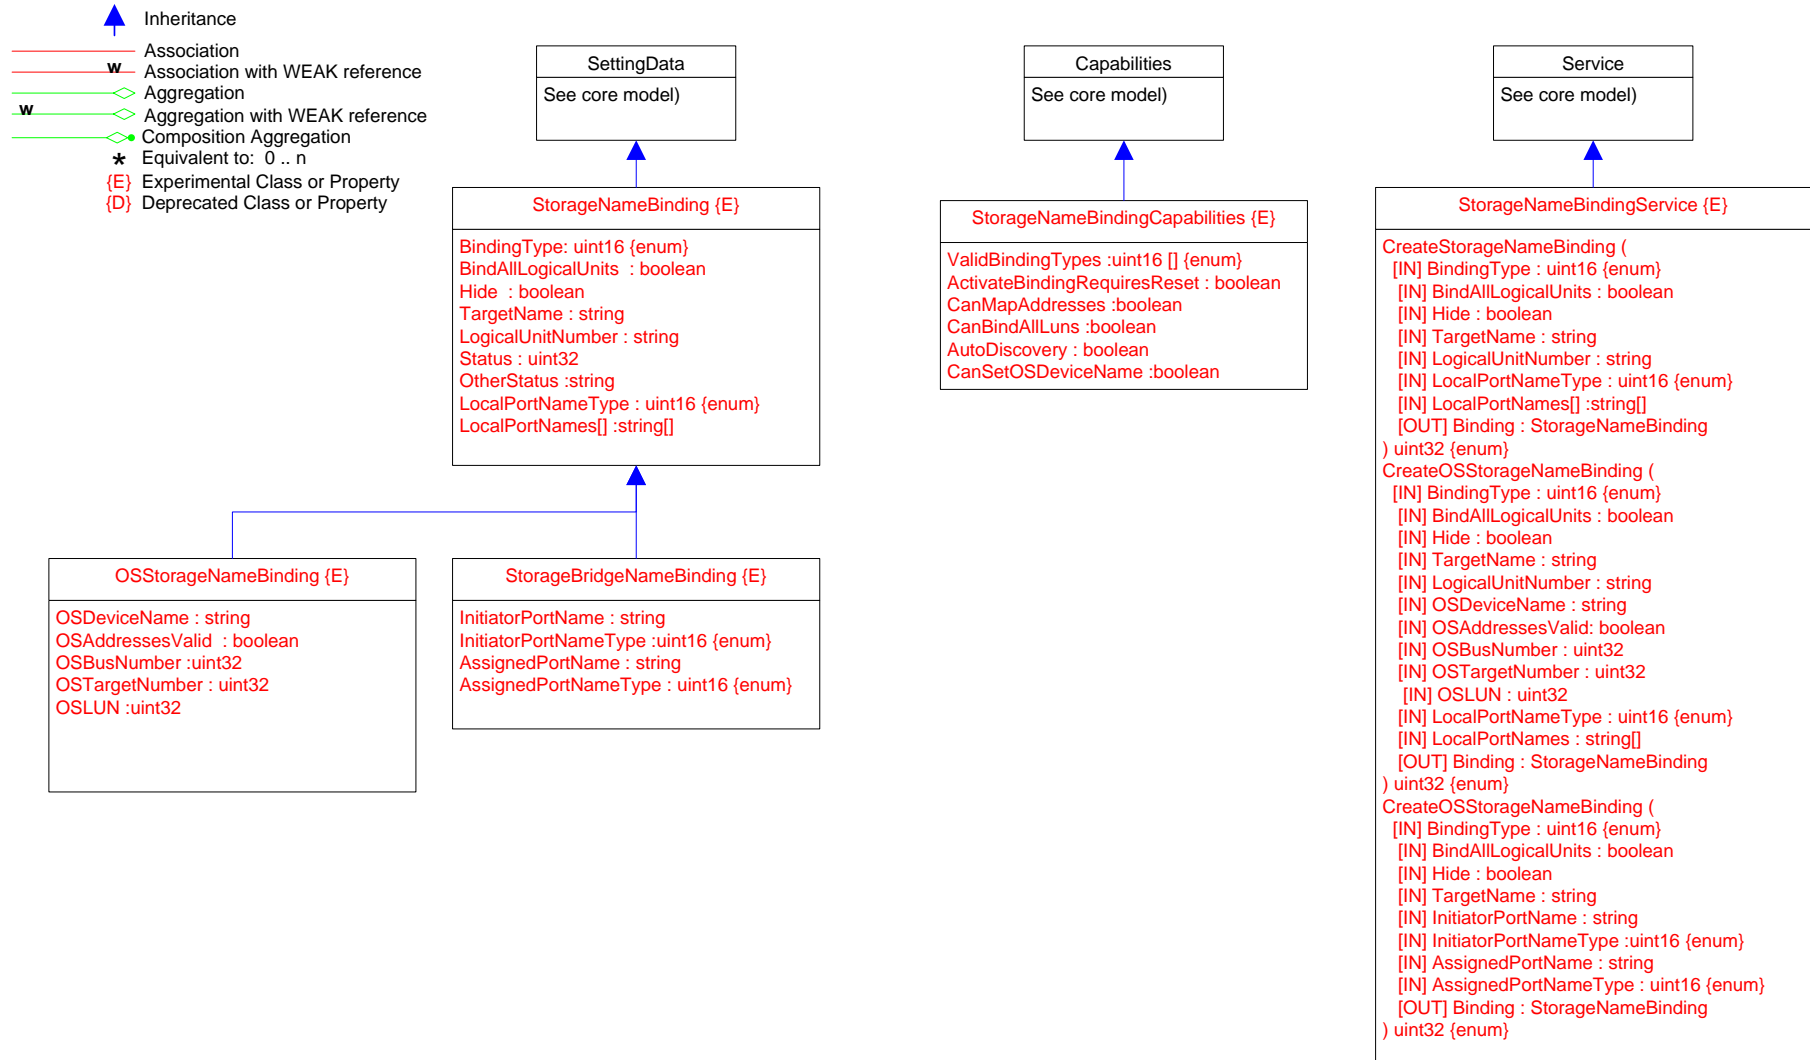 Inheritance
Association
w Association with WEAK reference
Aggregation
w Aggregation with WEAK reference
Composition Aggregation
* Equivalent to: 0 .. n
{E} Experimental Class or Property
{D} Deprecated Class or Property
SettingData
See core model)
Capabilities
See core model)
Service
See core model)
StorageNameBinding {E}
BindingType: uint16 {enum}
BindAllLogicalUnits : boolean
Hide : boolean
TargetName : string
LogicalUnitNumber : string
Status : uint32
OtherStatus :string
LocalPortNameType : uint16 {enum}
LocalPortNames[] :string[]
StorageNameBindingCapabilities {E}
ValidBindingTypes :uint16 [] {enum}
ActivateBindingRequiresReset : boolean
CanMapAddresses :boolean
CanBindAllLuns :boolean
AutoDiscovery : boolean
CanSetOSDeviceName :boolean
StorageNameBindingService {E}
CreateStorageNameBinding (
[IN] BindingType : uint16 {enum}
[IN] BindAllLogicalUnits : boolean
[IN] Hide : boolean
[IN] TargetName : string
[IN] LogicalUnitNumber : string
[IN] LocalPortNameType : uint16 {enum}
[IN] LocalPortNames[] :string[]
[OUT] Binding : StorageNameBinding
) uint32 {enum}
CreateOSStorageNameBinding (
[IN] BindingType : uint16 {enum}
[IN] BindAllLogicalUnits : boolean
[IN] Hide : boolean
[IN] TargetName : string
[IN] LogicalUnitNumber : string
[IN] OSDeviceName : string
[IN] OSAddressesValid: boolean
[IN] OSBusNumber : uint32
[IN] OSTargetNumber : uint32
[IN] OSLUN : uint32
[IN] LocalPortNameType : uint16 {enum}
[IN] LocalPortNames : string[]
[OUT] Binding : StorageNameBinding
) uint32 {enum}
CreateOSStorageNameBinding (
[IN] BindingType : uint16 {enum}
[IN] BindAllLogicalUnits : boolean
[IN] Hide : boolean
[IN] TargetName : string
[IN] InitiatorPortName : string
[IN] InitiatorPortNameType :uint16 {enum}
[IN] AssignedPortName : string
[IN] AssignedPortNameType : uint16 {enum}
[OUT] Binding : StorageNameBinding
) uint32 {enum}
OSStorageNameBinding {E}
OSDeviceName : string
OSAddressesValid : boolean
OSBusNumber :uint32
OSTargetNumber : uint32
OSLUN :uint32
StorageBridgeNameBinding {E}
InitiatorPortName : string
InitiatorPortNameType :uint16 {enum}
AssignedPortName : string
AssignedPortNameType : uint16 {enum}